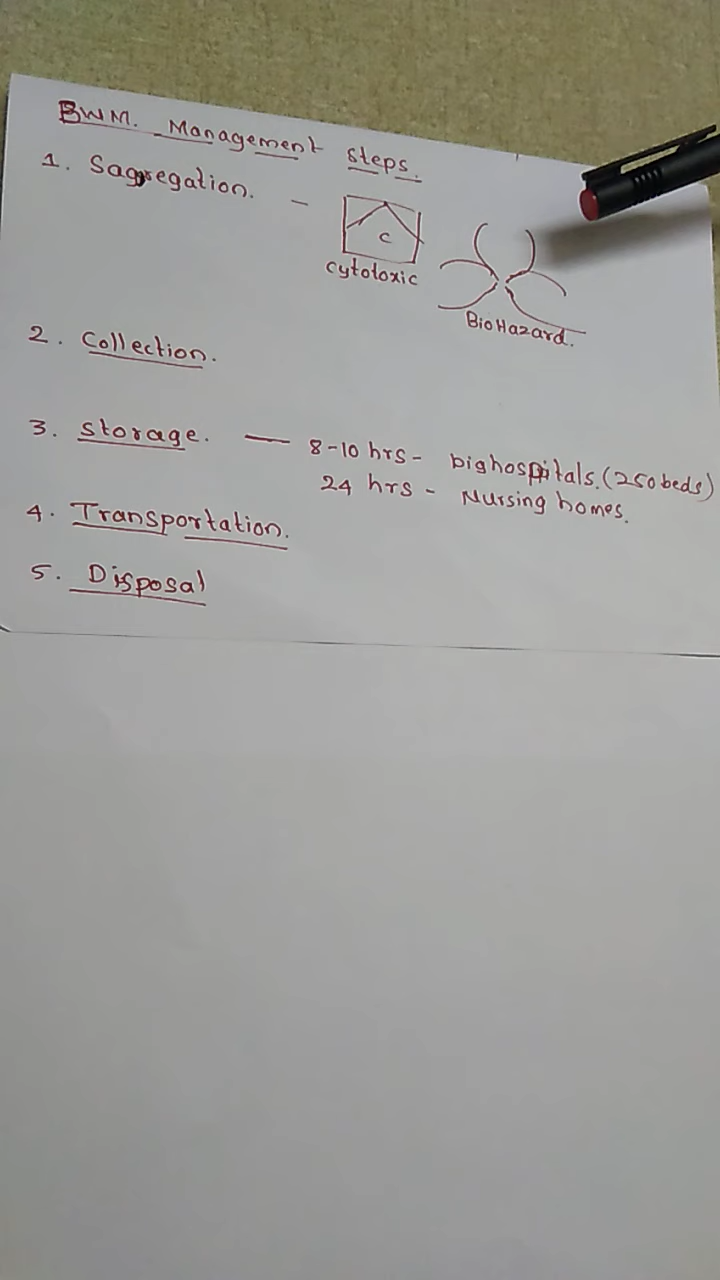 BWM. Management steps.
1. Saggregation. -
C
cytotoxic
BioHazard.
2. Collection.
3. Storage. — 8-10 hrs - big hospitals. (250 beds)
24 hrs - Nursing homes.
4. Transportation.
5. Disposal